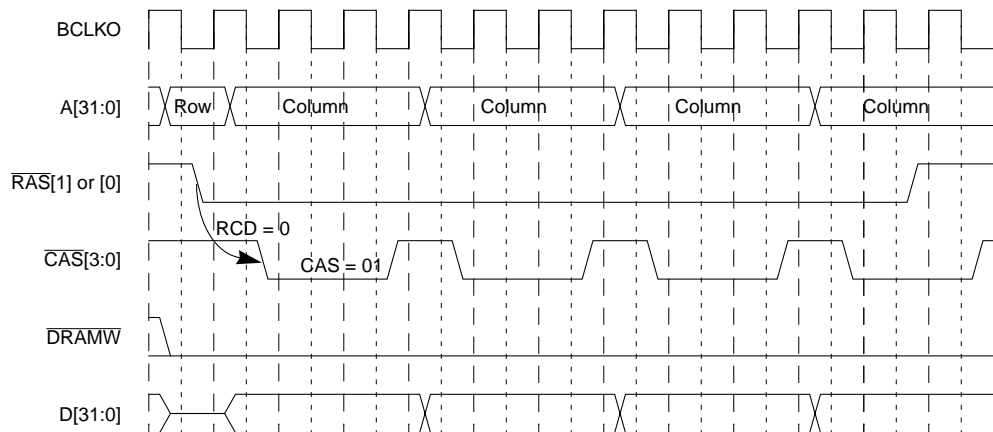 BCLKO
A[31:0]
Row
Column
Column
Column
Column
RAS[1] or [0]
RCD = 0
CAS[3:0]
CAS = 01
DRAMW
D[31:0]